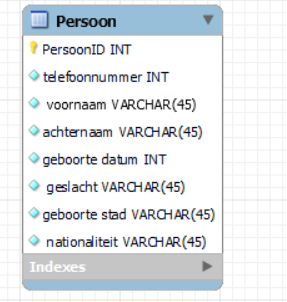 Persoon
PersoonID INT
telefoonnummer INT
voornaam VARCHAR(45)
achternaam VARCHAR(45)
geboorte datum INT
geslacht VARCHAR(45)
geboorte stad VARCHAR(45)
nationaliteit VARCHAR(45)
Indexes